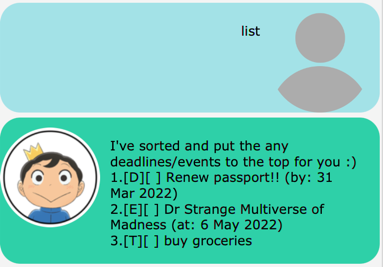 list
I've sorted and put the any
deadlines/events to the top for you :)
1.[D][ ] Renew passport!! (by: 31
Mar 2022)
2.[E][ ] Dr Strange Multiverse of
Madness (at: 6 May 2022)
3.[T][ ] buy groceries